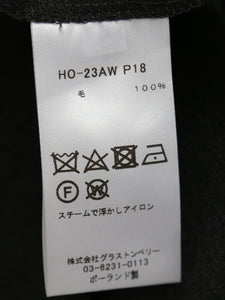 HO-23AW P18
毛 100%
F W
スチームで浮かしアイロン
株式会社グラストンベリー
03-6231-0113
ポーランド製